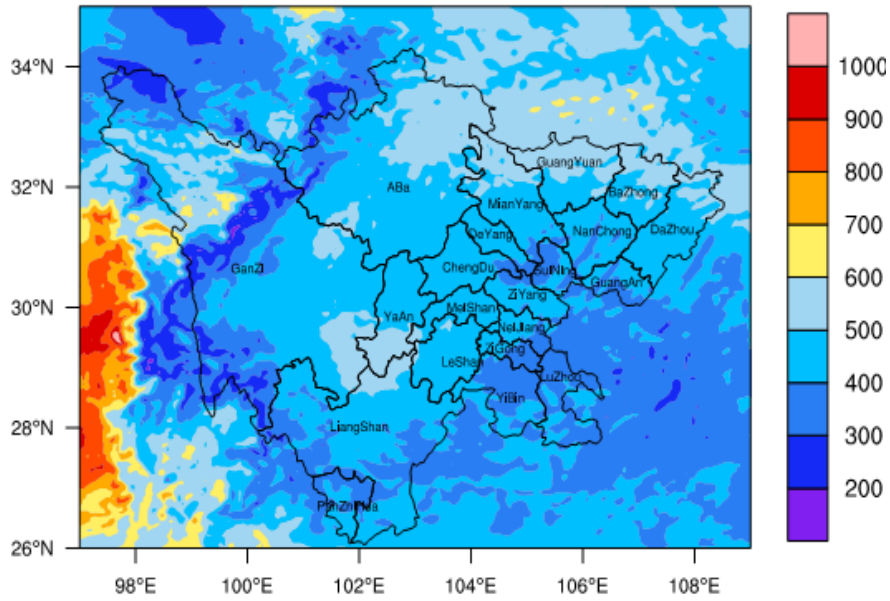 34°N
32°N
30°N
28°N
26°N
98°E
100°E
102°E
104°E
106°E
108°E
GuangYuan
ABa
BaZhong
MianYang
NanChong
DaZhou
DeYang
GanZi
ChengDu
SuiNing
GuangAn
ZiYang
MeiShan
YaAn
NeiJiang
ZiGong
LeShan
LuZhou
YiBin
LiangShan
PanZhiHua
1000
900
800
700
600
500
400
300
200